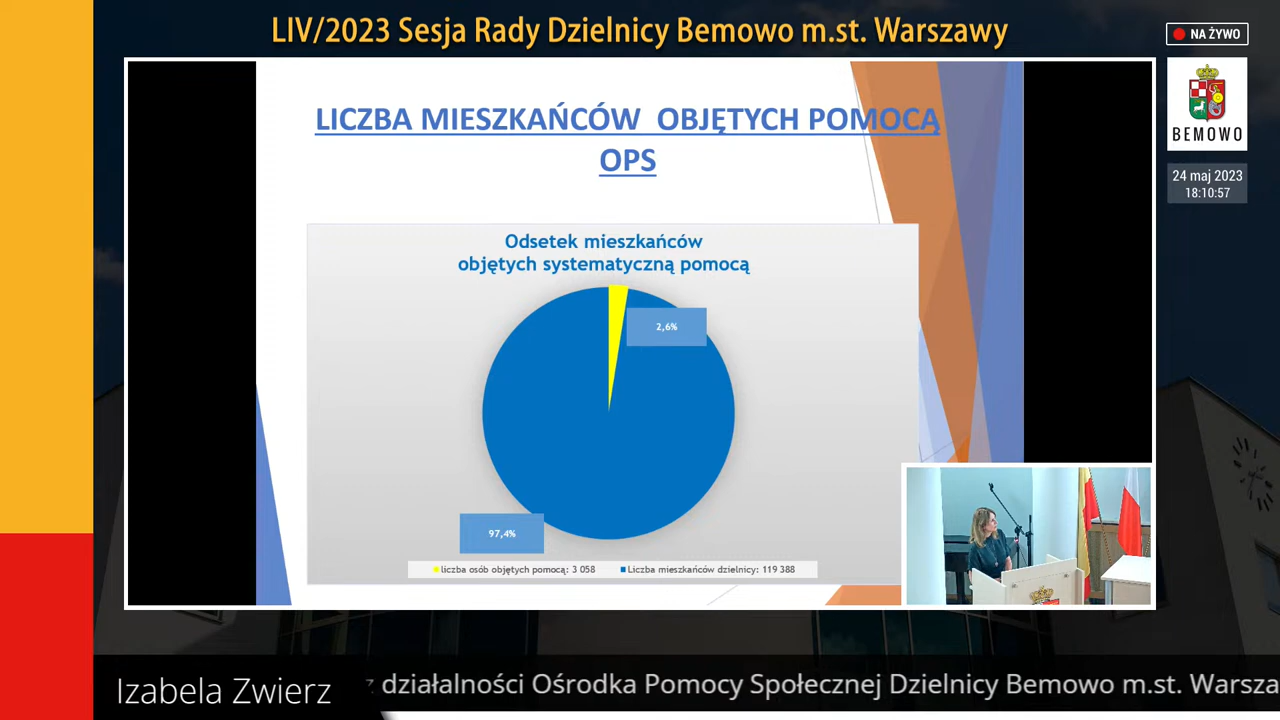 LIV/2023 Sesja Rady Dzielnicy Bemowo m.st. Warszawy
NA ŻYWO
BEMOWO
24 maj 2023
18:10:57
LICZBA MIESZKAŃCÓW OBJĘTYCH POMOCĄ
OPS
Odsetek mieszkańców
objętych systematyczną pomocą
2,6%
97,4%
liczba osób objętych pomocą: 3 058
Liczba mieszkańców dzielnicy: 119 388
Izabela Zwierz
z działalności Ośrodka Pomocy Społecznej Dzielnicy Bemowo m.st. Warsza